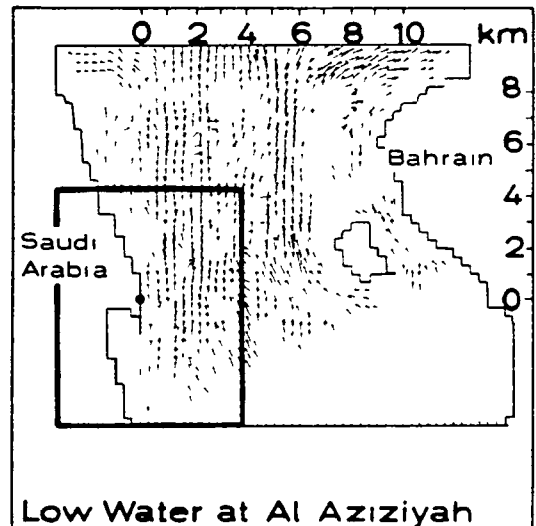 0 2 4 6 8 10 km
8
6
Bahrain
4
Saudi
Arabia
2
0
Low Water at Al Aziziyah